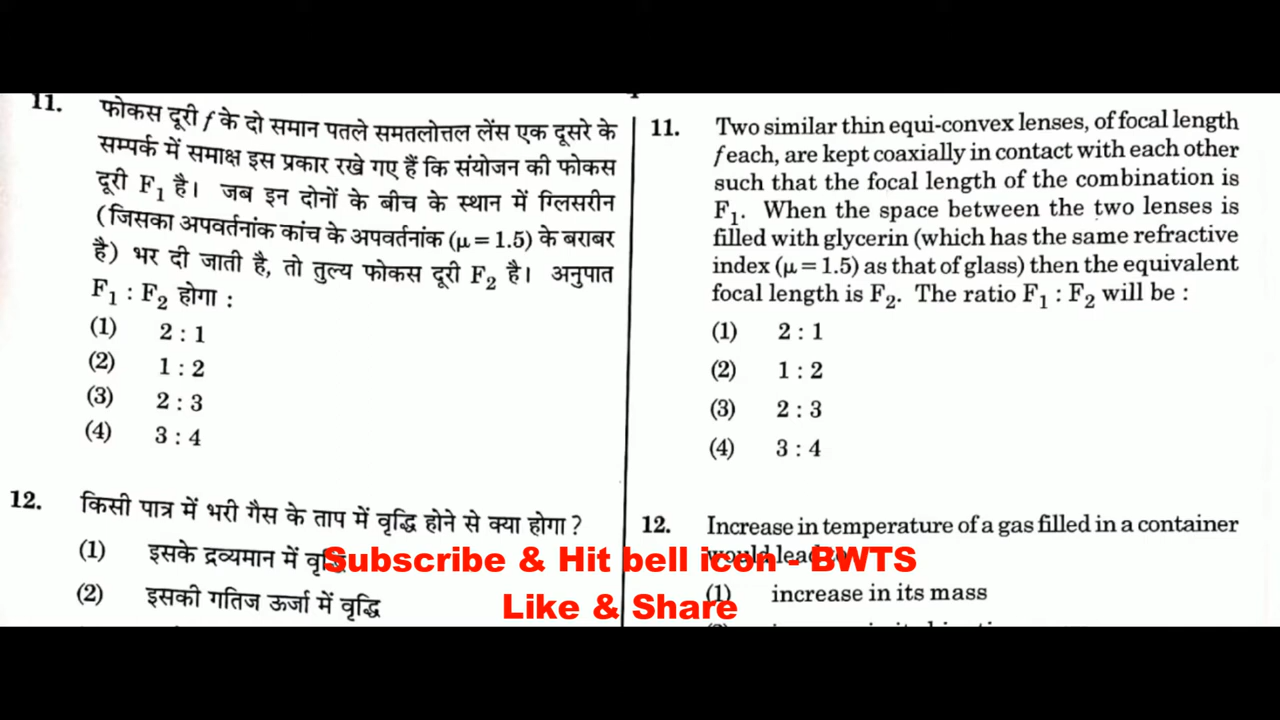 11. फोकस दूरी f के दो समान पतले समतलोत्तल लेंस एक दूसरे के
सम्पर्क में समाक्ष इस प्रकार रखे गए हैं कि संयोजन की फोकस
दूरी F₁ है। जब इन दोनों के बीच के स्थान में ग्लिसरीन
(जिसका अपवर्तनांक कांच के अपवर्तनांक (μ = 1.5) के बराबर
है) भर दी जाती है, तो तुल्य फोकस दूरी F₂ है। अनुपात
F₁ : F₂ होगा :
(1) 2 : 1
(2) 1 : 2
(3) 2 : 3
(4) 3 : 4
12. किसी पात्र में भरी गैस के ताप में वृद्धि होने से क्या होगा ?
(1) इसके द्रव्यमान में वृद्धि
(2) इसकी गतिज ऊर्जा में वृद्धि
11. Two similar thin equi-convex lenses, of focal length
f each, are kept coaxially in contact with each other
such that the focal length of the combination is
F₁. When the space between the two lenses is
filled with glycerin (which has the same refractive
index (μ = 1.5) as that of glass) then the equivalent
focal length is F₂. The ratio F₁ : F₂ will be :
(1) 2 : 1
(2) 1 : 2
(3) 2 : 3
(4) 3 : 4
12. Increase in temperature of a gas filled in a container
would lead to
(1) increase in its mass
Subscribe & Hit bell icon - BWTS
Like & Share